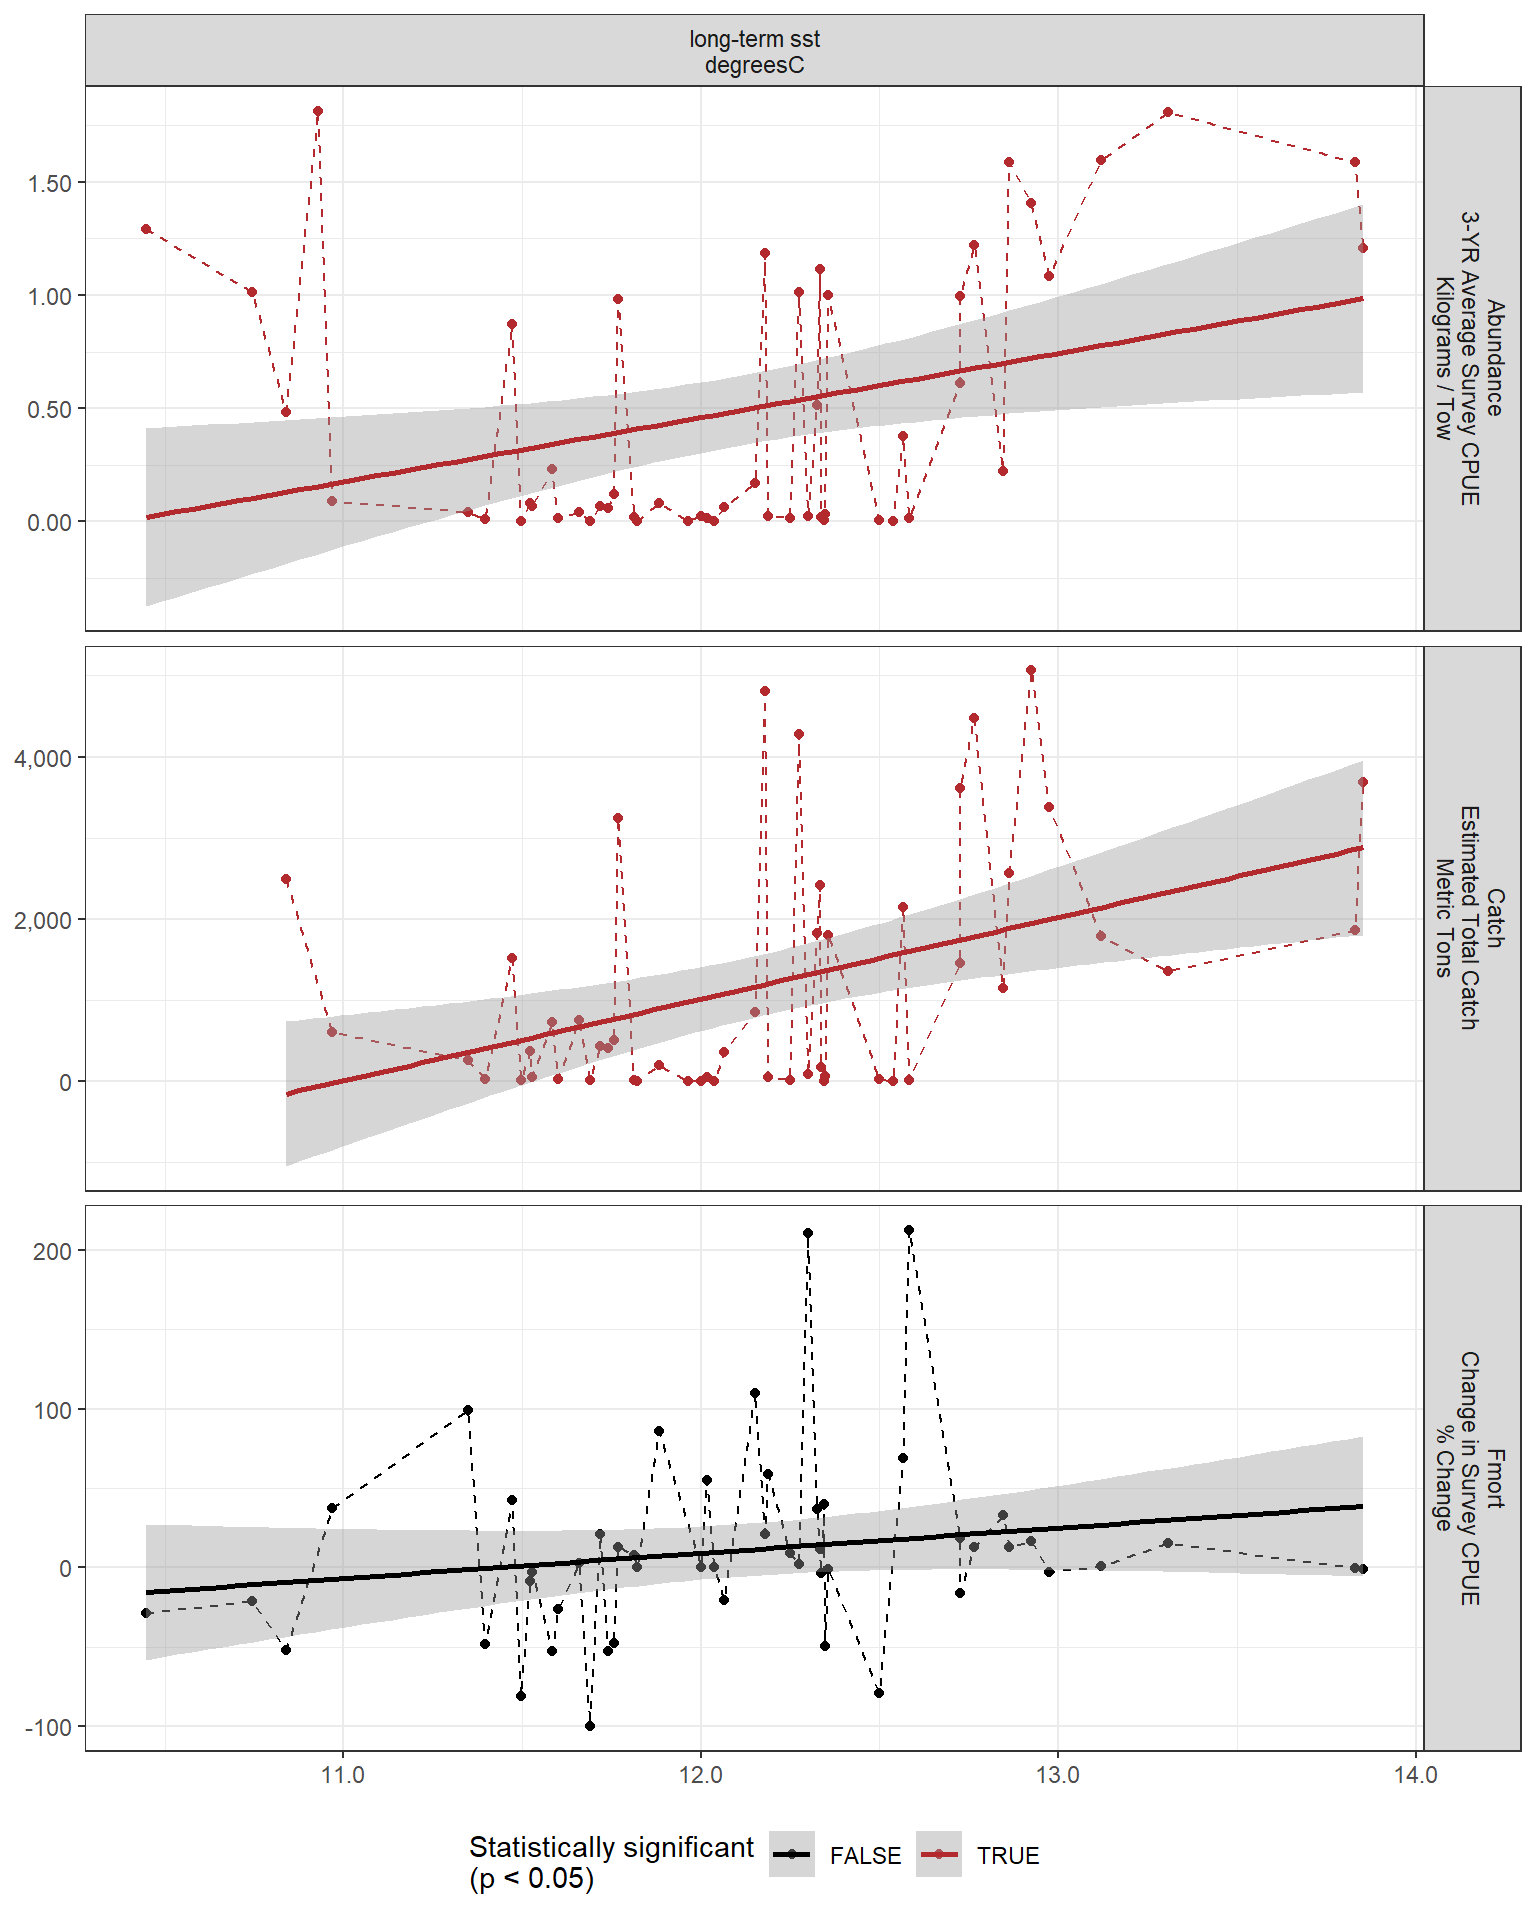 long-term sst
degreesC
1.50
1.00
0.50
0.00
Abundance
3-YR Average Survey CPUE
Kilograms / Tow
4,000
2,000
0
Catch
Estimated Total Catch
Metric Tons
200
100
0
-100
Fmort
Change in Survey CPUE
% Change
11.0
12.0
13.0
14.0
Statistically significant
(p < 0.05)
FALSE
TRUE